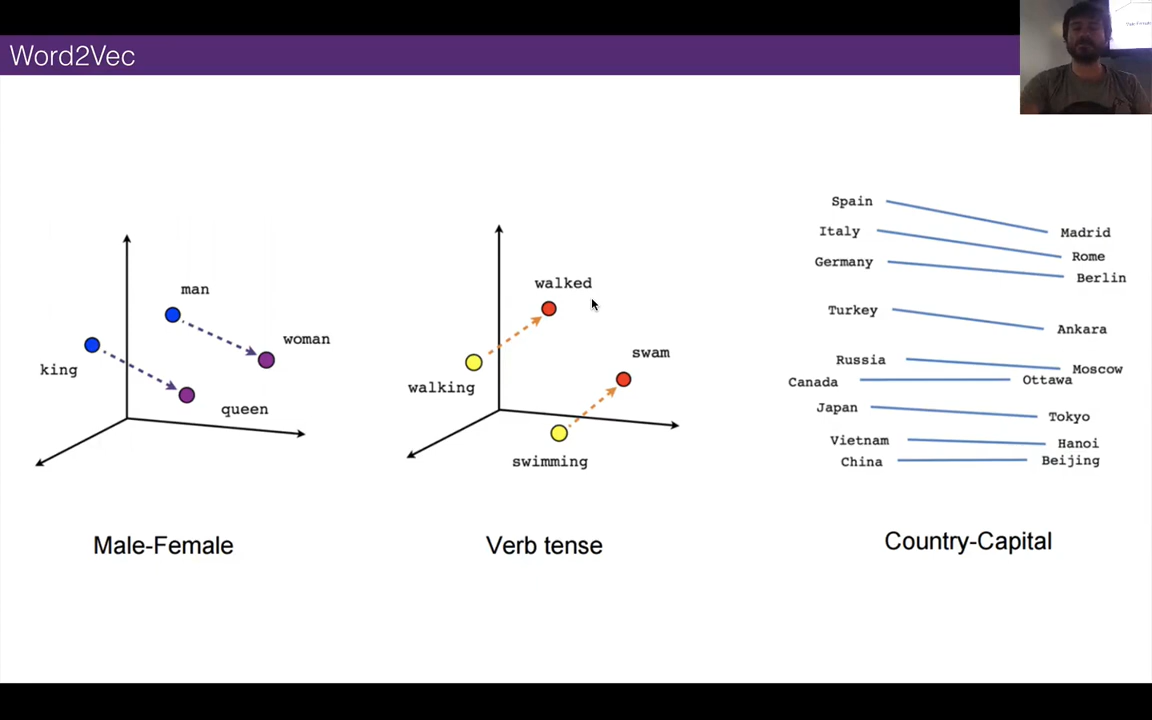 Word2Vec
man
woman
king
queen
Male-Female
walked
swam
walking
swimming
Verb tense
Spain Madrid
Italy Rome
Germany Berlin
Turkey Ankara
Russia Moscow
Canada Ottawa
Japan Tokyo
Vietnam Hanoi
China Beijing
Country-Capital